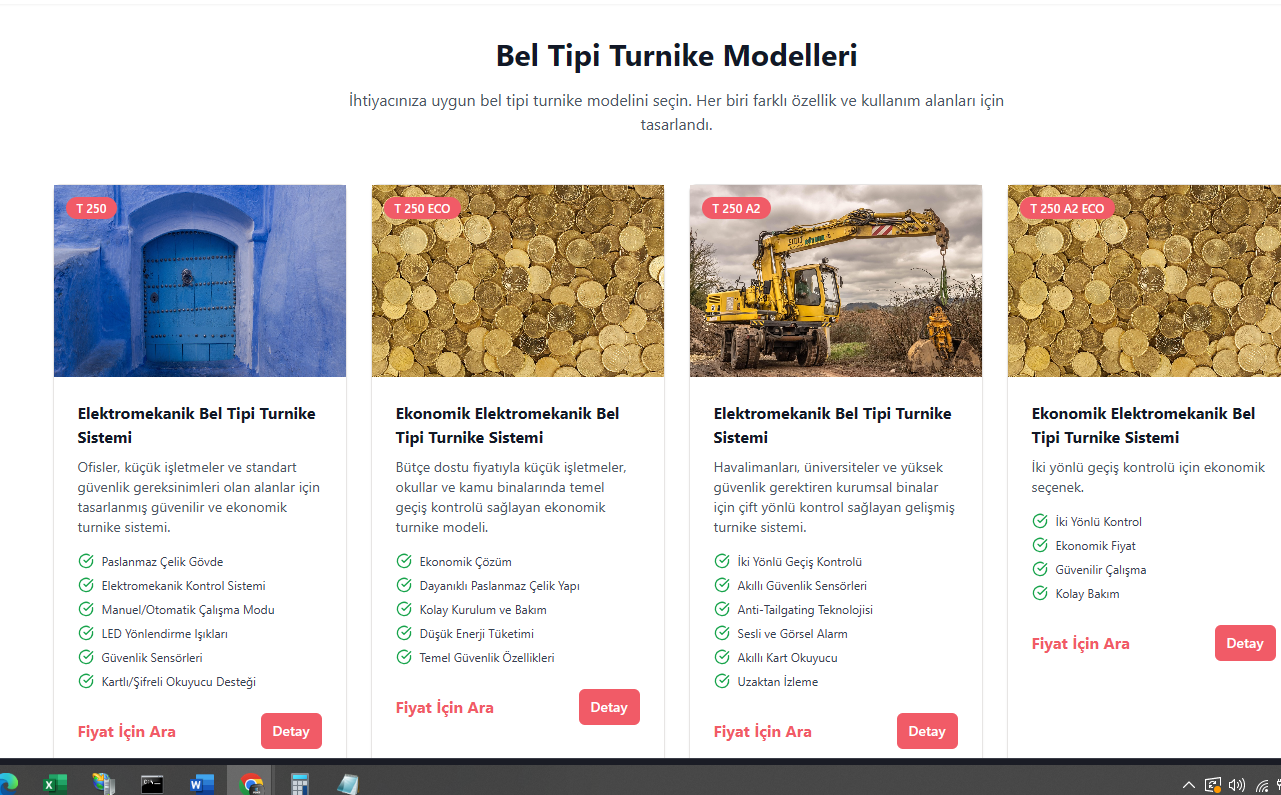 Bel Tipi Turnike Modelleri
İhtiyacınıza uygun bel tipi turnike modelini seçin. Her biri farklı özellik ve kullanım alanları için
tasarlandı.
T 250
Elektromekanik Bel Tipi Turnike
Sistemi
Ofisler, küçük işletmeler ve standart
güvenlik gereksinimleri olan alanlar için
tasarlanmış güvenilir ve ekonomik
turnike sistemi.
Paslanmaz Çelik Gövde
Elektromekanik Kontrol Sistemi
Manuel/Otomatik Çalışma Modu
LED Yönlendirme Işıkları
Güvenlik Sensörleri
Kartlı/Şifreli Okuyucu Desteği
Fiyat İçin Ara
Detay
T 250 ECO
Ekonomik Elektromekanik Bel
Tipi Turnike Sistemi
Bütçe dostu fiyatıyla küçük işletmeler,
okullar ve kamu binalarında temel
geçiş kontrolü sağlayan ekonomik
turnike modeli.
Ekonomik Çözüm
Dayanıklı Paslanmaz Çelik Yapı
Kolay Kurulum ve Bakım
Düşük Enerji Tüketimi
Temel Güvenlik Özellikleri
Fiyat İçin Ara
Detay
T 250 A2
Elektromekanik Bel Tipi Turnike
Sistemi
Havalimanları, üniversiteler ve yüksek
güvenlik gerektiren kurumsal binalar
için çift yönlü kontrol sağlayan gelişmiş
turnike sistemi.
İki Yönlü Geçiş Kontrolü
Akıllı Güvenlik Sensörleri
Anti-Tailgating Teknolojisi
Sesli ve Görsel Alarm
Akıllı Kart Okuyucu
Uzaktan İzleme
Fiyat İçin Ara
Detay
T 250 A2 ECO
Ekonomik Elektromekanik Bel
Tipi Turnike Sistemi
İki yönlü geçiş kontrolü için ekonomik
seçenek.
İki Yönlü Kontrol
Ekonomik Fiyat
Güvenilir Çalışma
Kolay Bakım
Fiyat İçin Ara
Detay